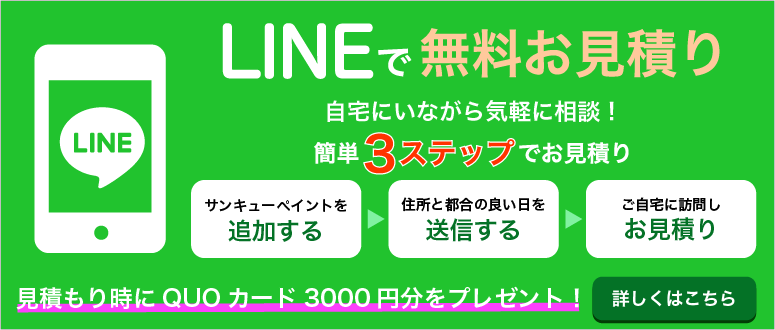 LINEで無料お見積り
自宅にいながら気軽に相談！
簡単3ステップでお見積り
LINE
サンキューペイントを
追加する
住所と都合の良い日を
送信する
ご自宅に訪問し
お見積り
見積もり時にQUOカード3000円分をプレゼント！
詳しくはこちら